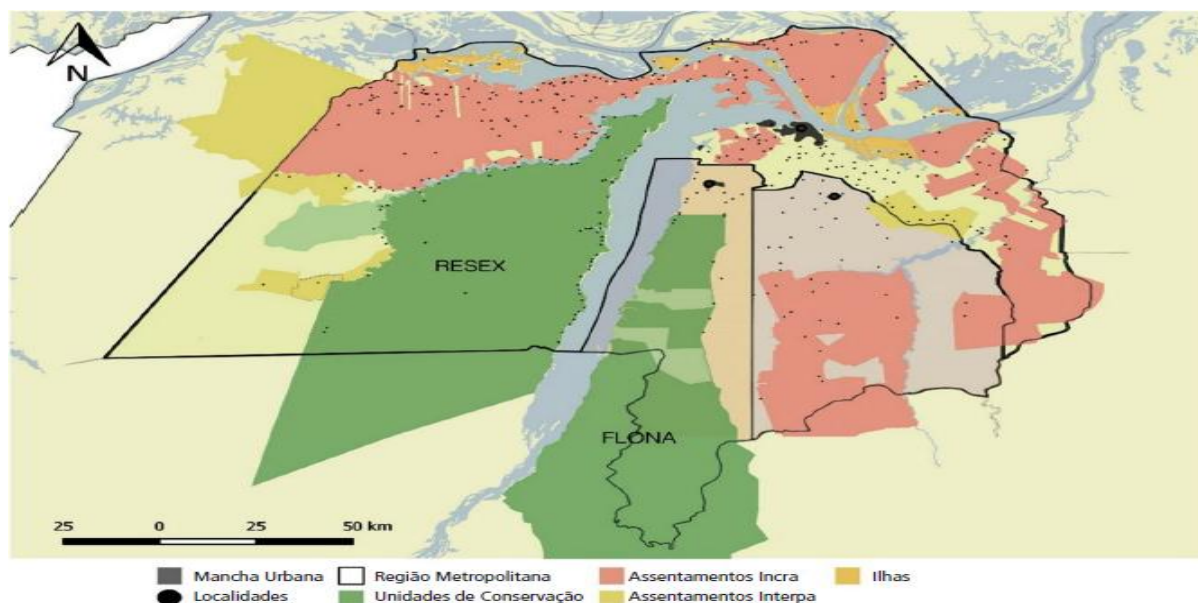 N
RESEX
FLONA
25 0 25 50 km
Mancha Urbana Região Metropolitana Assentamentos Incra Ilhas
Localidades Unidades de Conservação Assentamentos Interpa